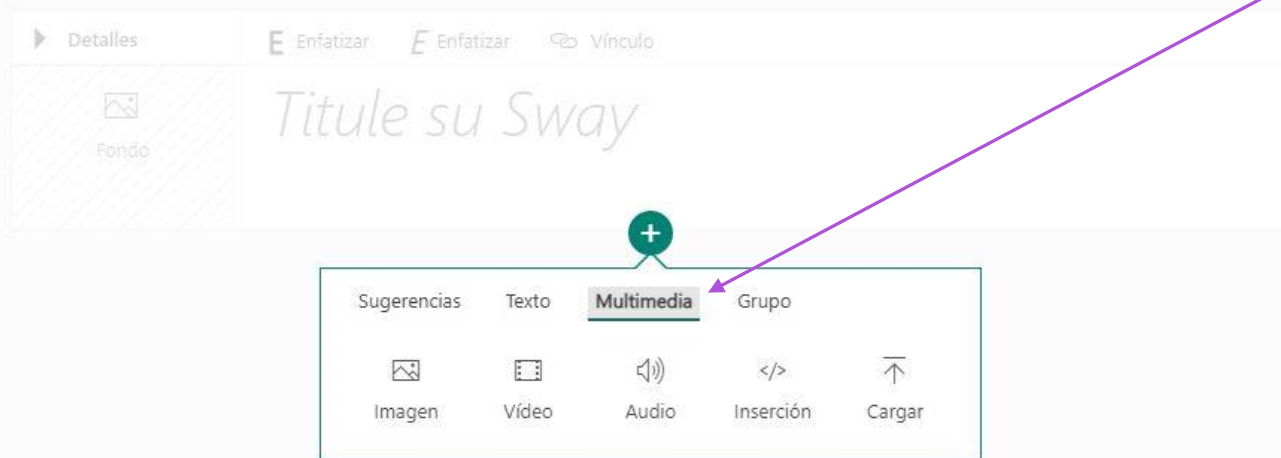 Detalles
E Enfatizar E Enfatizar Vínculo
Fondo
Titule su Sway
Sugerencias Texto Multimedia Grupo
Imagen Vídeo Audio Inserción Cargar